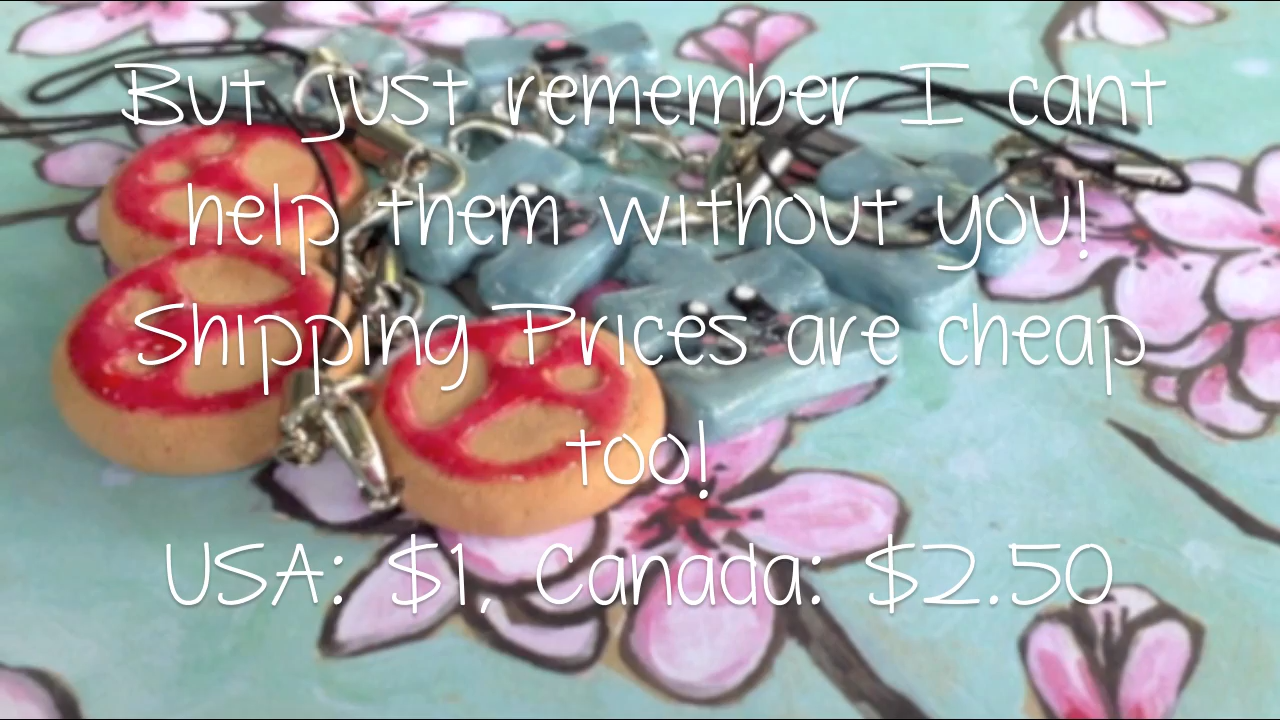 But just remember I cant
help them without you!
Shipping Prices are cheap
too!
USA: $1, Canada: $2.50